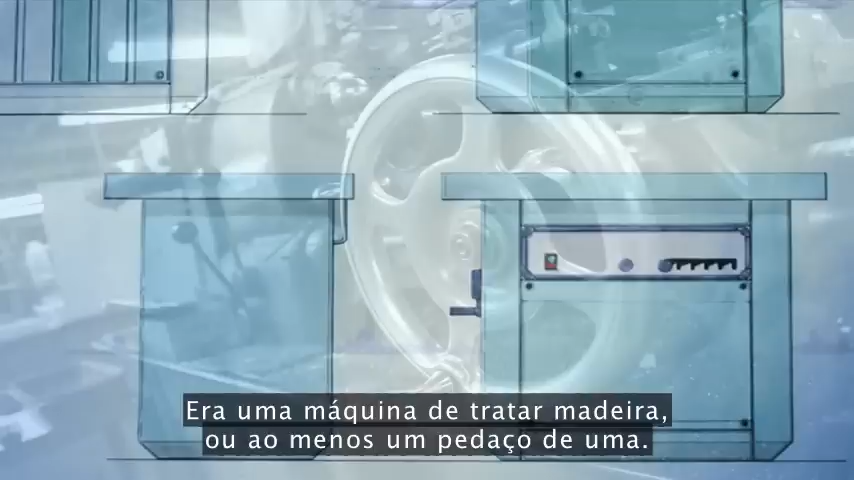 Era uma máquina de tratar madeira,
ou ao menos um pedaço de uma.